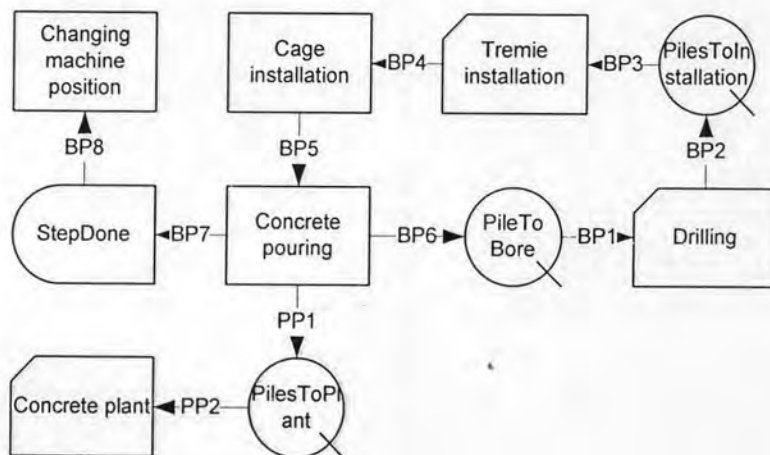 Changing
machine
position
Cage
installation
BP4
Tremie
installation
BP3
PilesToIn
stallation
BP8
BP5
BP2
StepDone
BP7
Concrete
pouring
BP6
PileTo
Bore
BP1
Drilling
PP1
Concrete plant
PP2
PilesToPl
ant